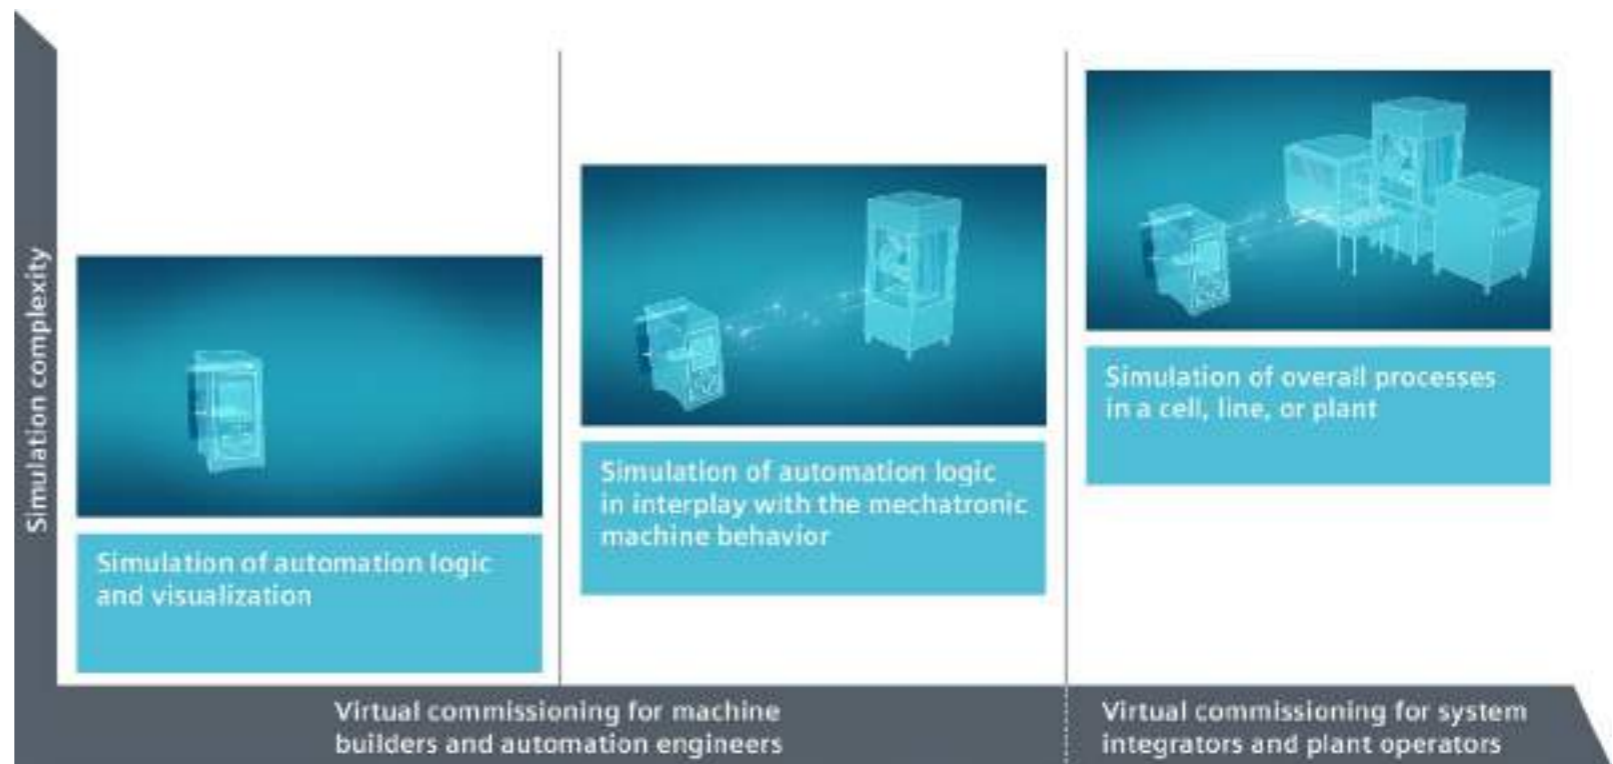 Simulation complexity
Simulation of automation logic
and visualization
Simulation of automation logic
in interplay with the mechatronic
machine behavior
Simulation of overall processes
in a cell, line, or plant
Virtual commissioning for machine
builders and automation engineers
Virtual commissioning for system
integrators and plant operators